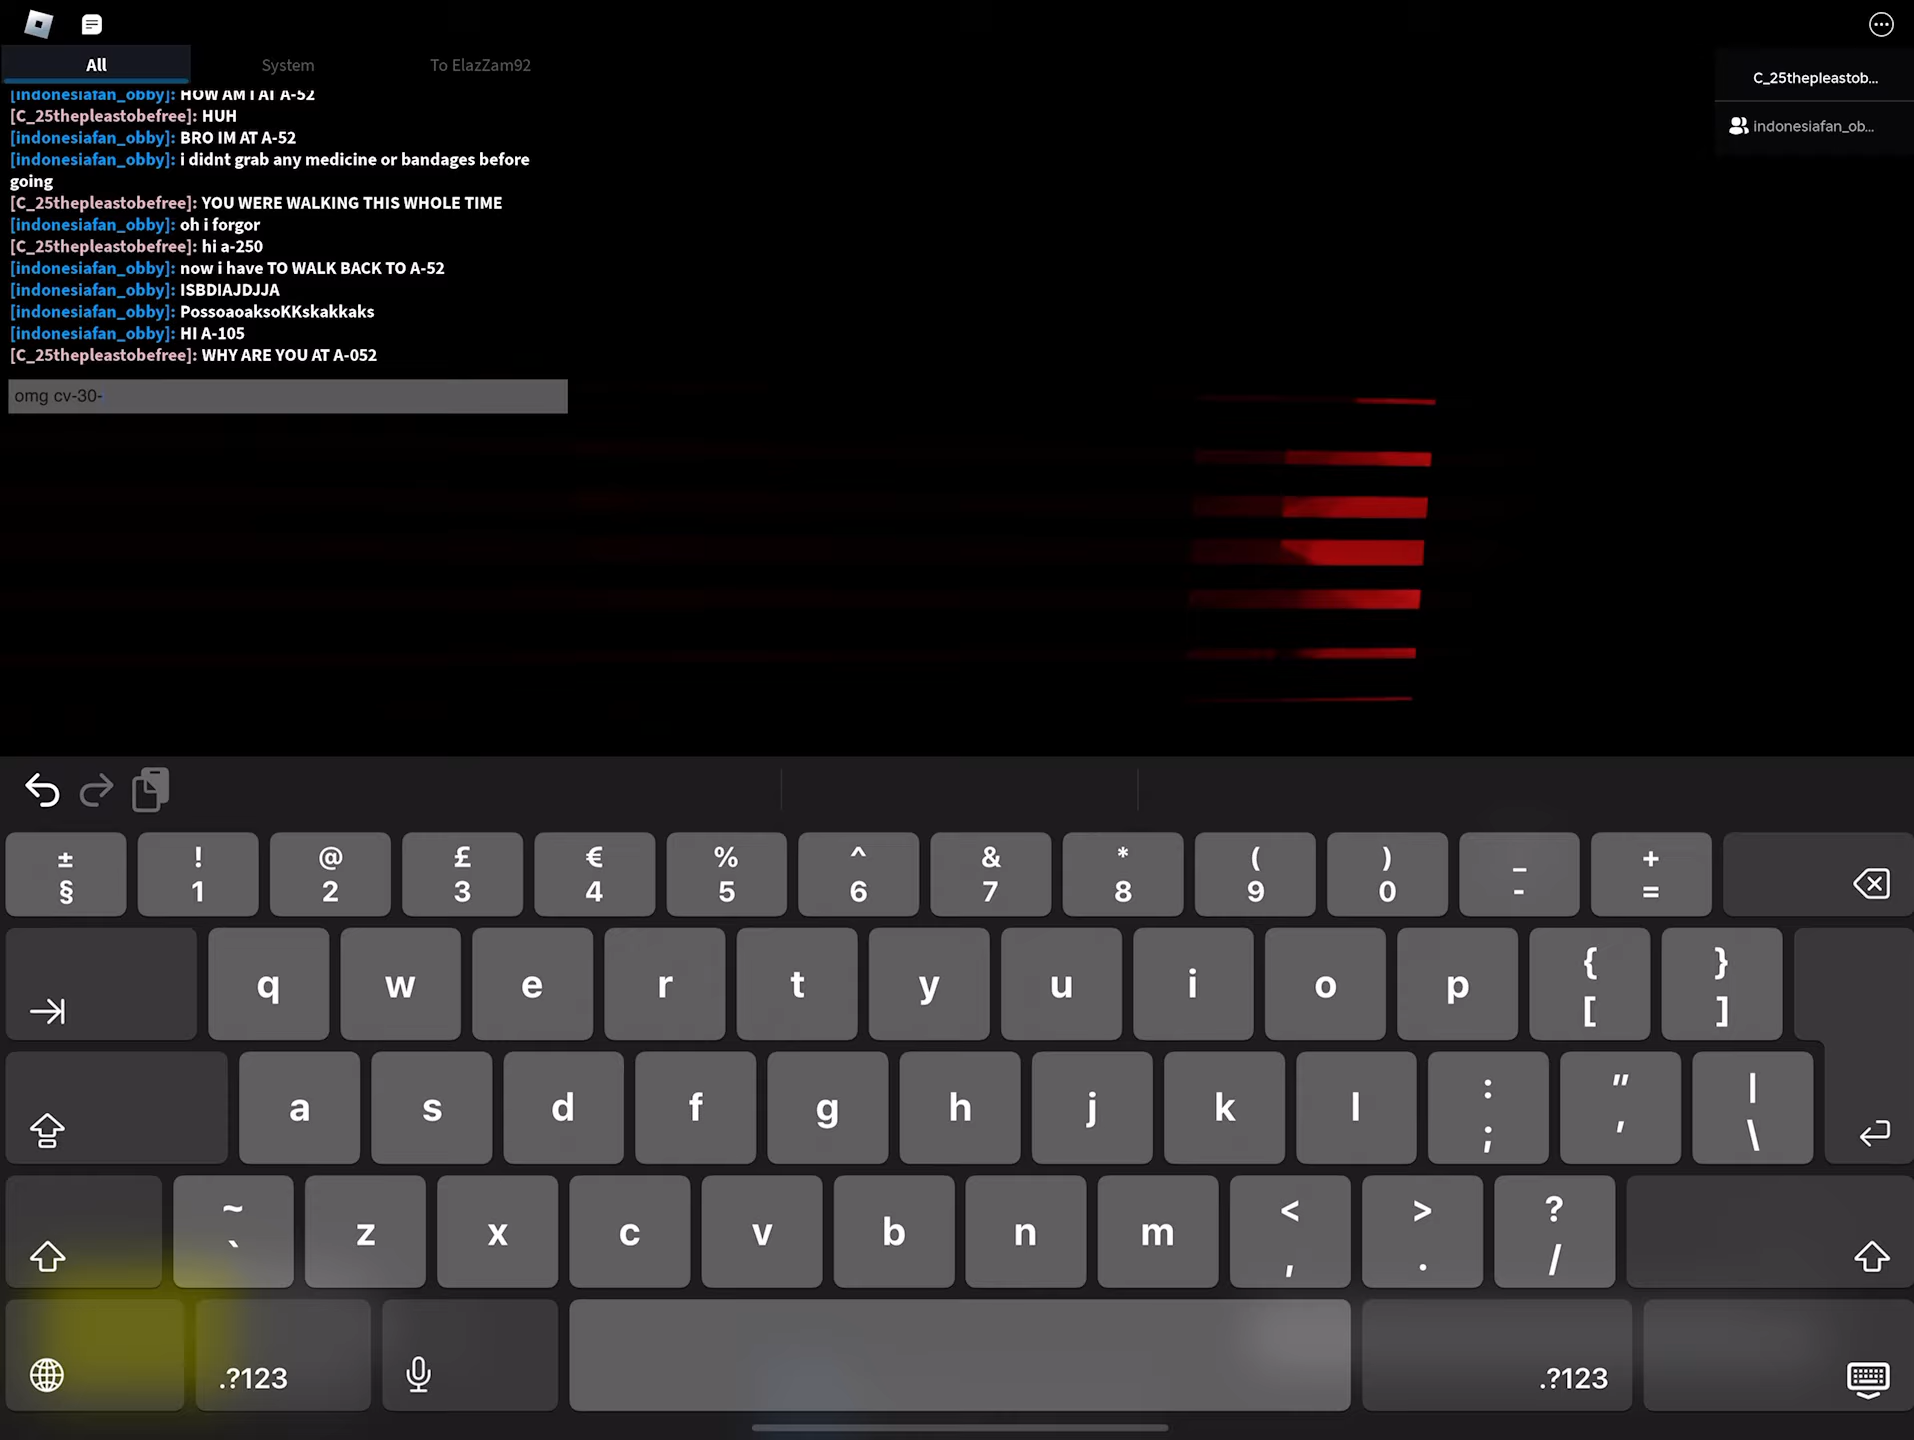 All System To ElazZam92
C_25thepleastob...
indonesiafan_ob...
[indonesiafan_obby]: HOW AM I AT A-52
[C_25thepleastobefree]: HUH
[indonesiafan_obby]: BRO IM AT A-52
[indonesiafan_obby]: i didnt grab any medicine or bandages before
going
[C_25thepleastobefree]: YOU WERE WALKING THIS WHOLE TIME
[indonesiafan_obby]: oh i forgor
[C_25thepleastobefree]: hi a-250
[indonesiafan_obby]: now i have TO WALK BACK TO A-52
[indonesiafan_obby]: ISBDIAJDJJA
[indonesiafan_obby]: PossoaoaksoKKskakkaks
[indonesiafan_obby]: HI A-105
[C_25thepleastobefree]: WHY ARE YOU AT A-052
omg cv-30-
± ! @ £ € % ^ & * ( ) _ +
§ 1 2 3 4 5 6 7 8 9 0 - =
q w e r t y u i o p { }
[ ]
a s d f g h j k l : " |
; ' \
~ z x c v b n m < > ?
` , . /
.?123 .?123